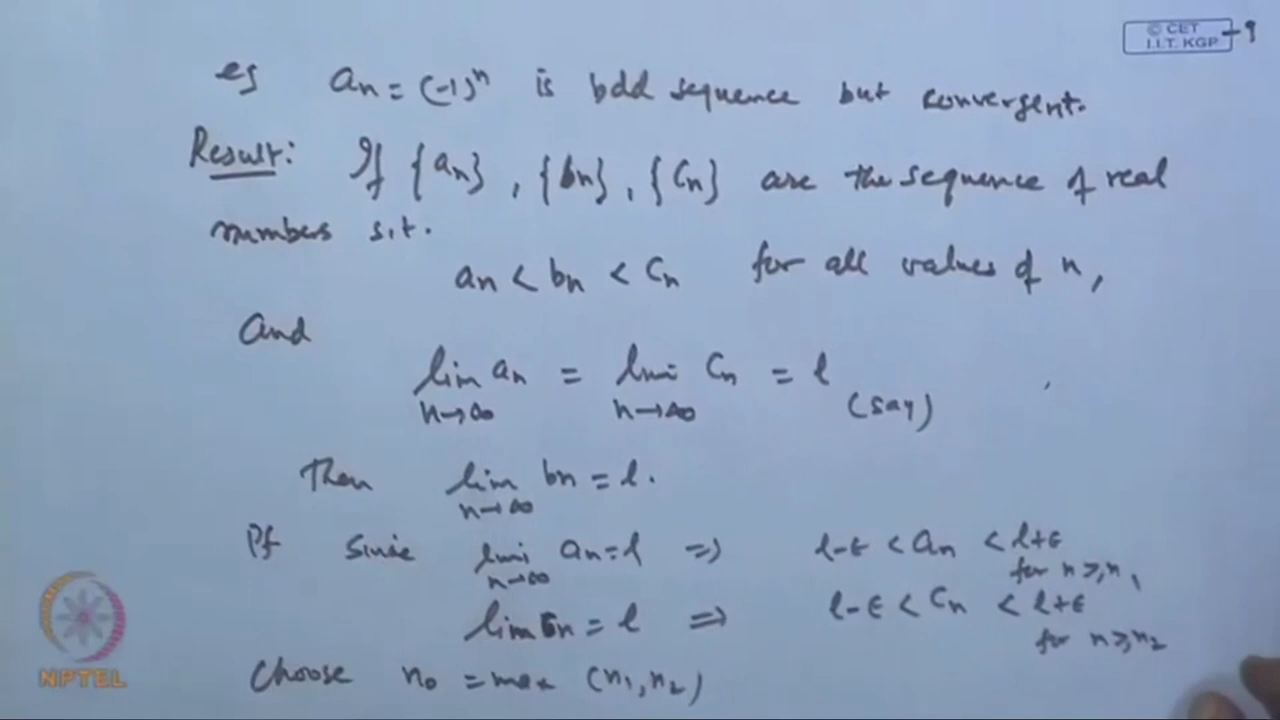 © CET
I.I.T. KGP
-9
eg an = (-1)^n is bdd sequence but convergent.
Result: If {an}, {bn}, {Cn} are the sequence of real
numbers s.t.
an < bn < Cn for all values of n,
And
lim an = lim Cn = l
n→∞ n→∞ (say)
Then lim bn = l.
n→∞
Pf Since lim an = l => l-ε < an < l+ε
n→∞ for n ≥, n1
lim Cn = l => l-ε < Cn < l+ε
for n ≥, n2
Choose n0 = max (n1, n2)
NPTEL